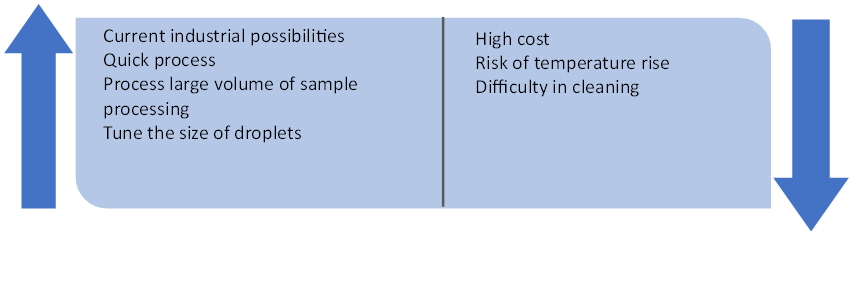 Current industrial possibilities
Quick process
Process large volume of sample
processing
Tune the size of droplets
High cost
Risk of temperature rise
Difficulty in cleaning